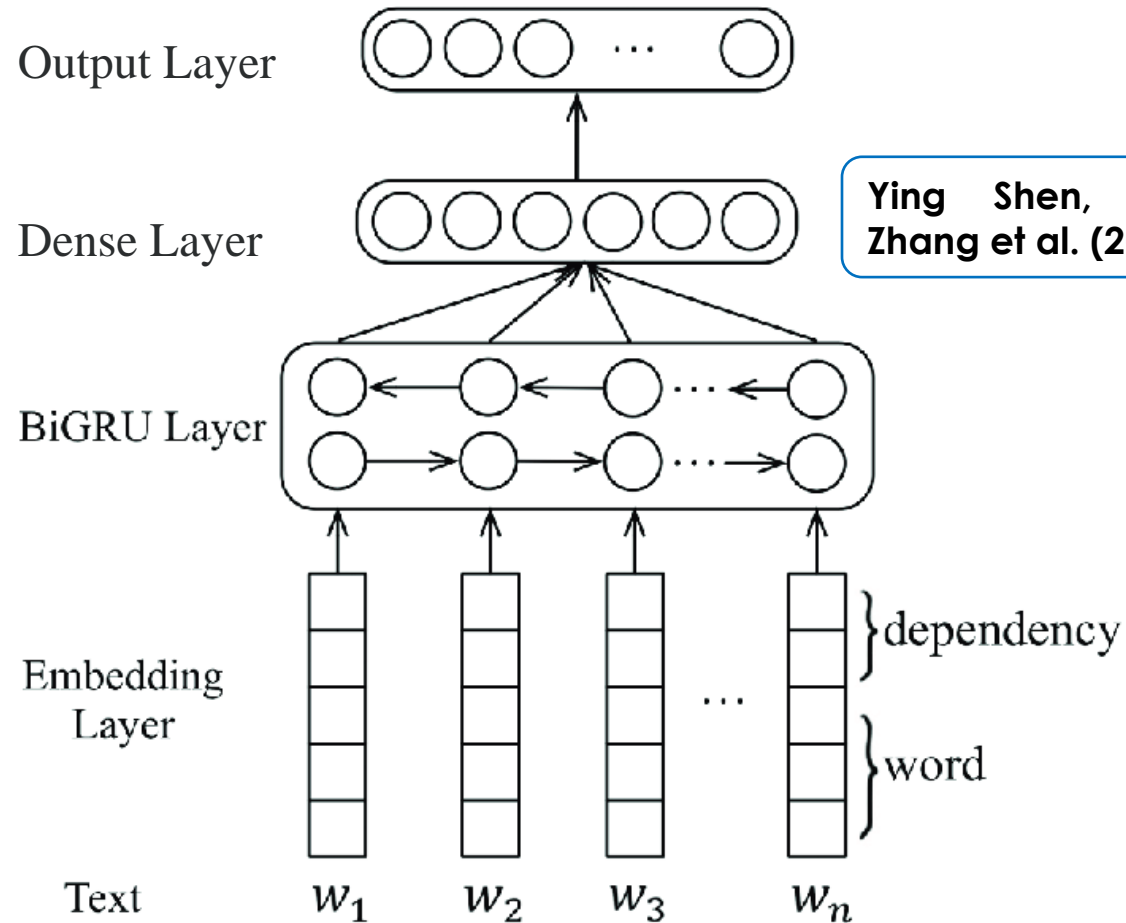 Output Layer
...
Dense Layer
Ying Shen,
Zhang et al. (2
BiGRU Layer
...
...
dependency
Embedding
Layer
...
word
Text w₁ w₂ w₃ wₙ